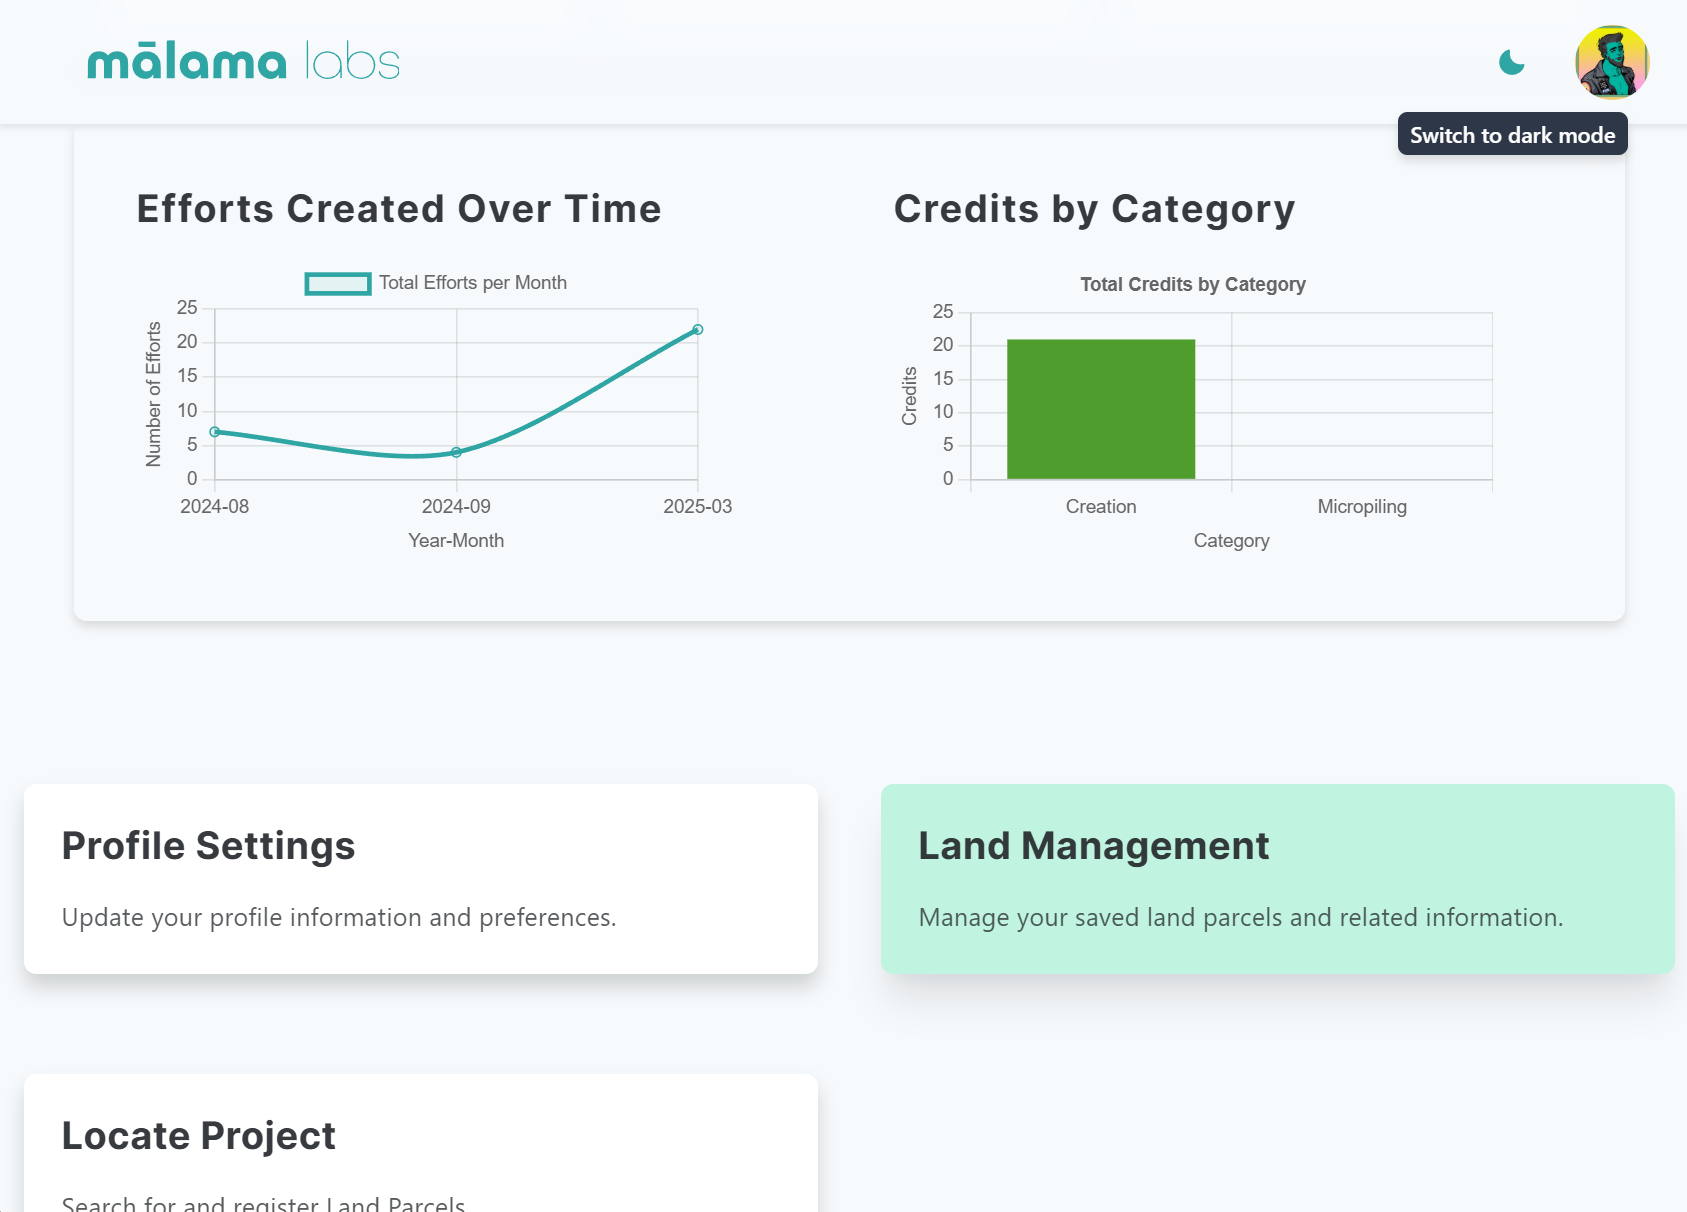 mālama labs
Switch to dark mode
Efforts Created Over Time
Total Efforts per Month
Number of Efforts
25
20
15
10
5
0
2024-08
2024-09
2025-03
Year-Month
Credits by Category
Total Credits by Category
Credits
25
20
15
10
5
0
Creation
Micropiling
Category
Profile Settings
Update your profile information and preferences.
Land Management
Manage your saved land parcels and related information.
Locate Project
Search for and register Land Parcels